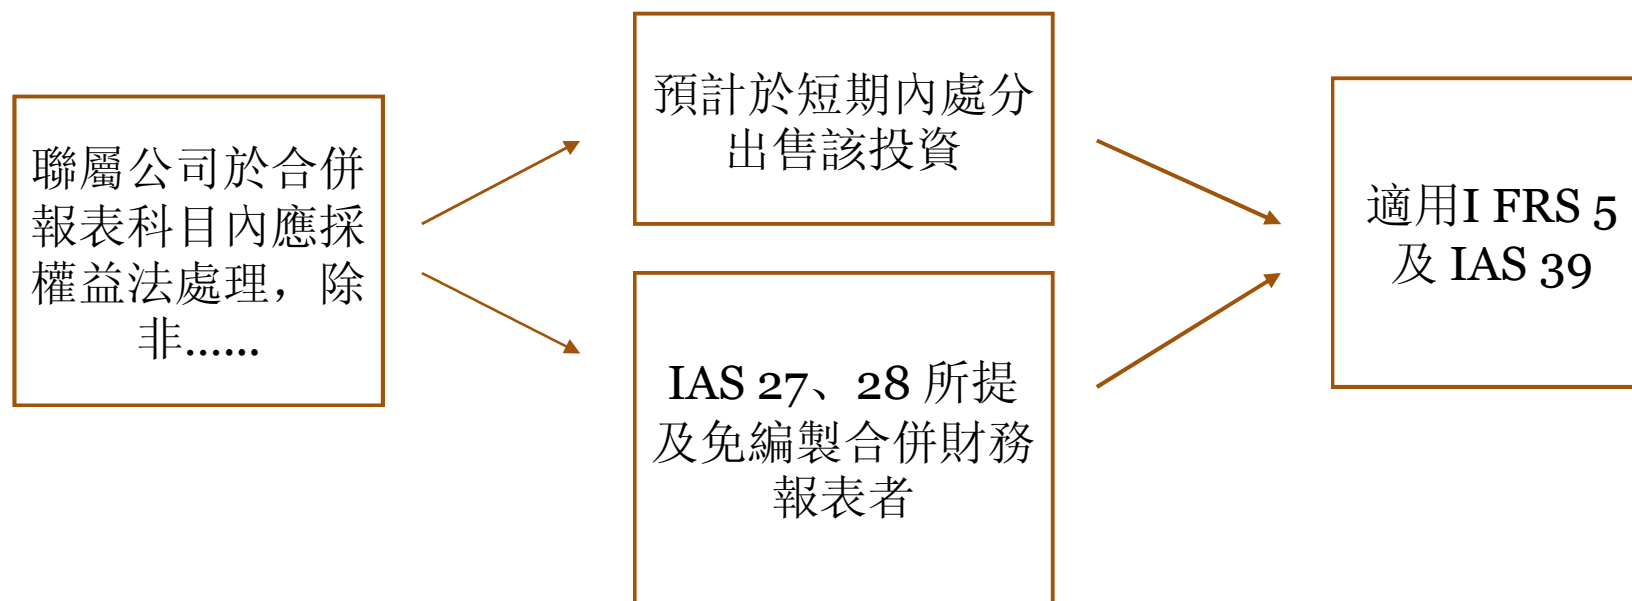 聯屬公司於合併
報表科目內應採
權益法處理，除
非......
預計於短期內處分
出售該投資
IAS 27、28 所提
及免編製合併財務
報表者
適用I FRS 5
及 IAS 39